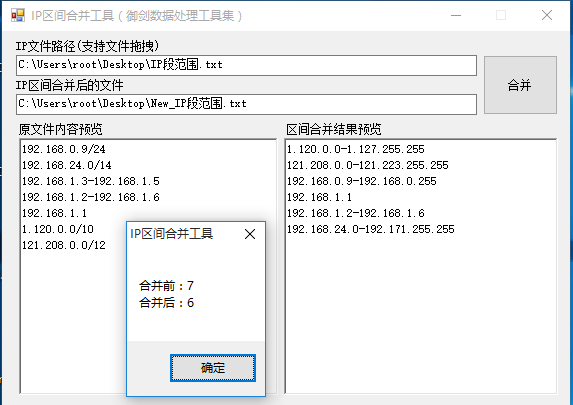 IP区间合并工具（御剑数据处理工具集）
IP文件路径(支持文件拖拽)
C:\Users\root\Desktop\IP段范围.txt
合并
IP区间合并后的文件
C:\Users\root\Desktop\New_IP段范围.txt
原文件内容预览
192.168.0.9/24
192.168.24.0/14
192.168.1.3-192.168.1.5
192.168.1.2-192.168.1.6
192.168.1.1
1.120.0.0/10
121.208.0.0/12
区间合并结果预览
1.120.0.0-1.127.255.255
121.208.0.0-121.223.255.255
192.168.0.9-192.168.0.255
192.168.1.1
192.168.1.2-192.168.1.6
192.168.24.0-192.171.255.255
IP区间合并工具
合并前：7
合并后：6
确定